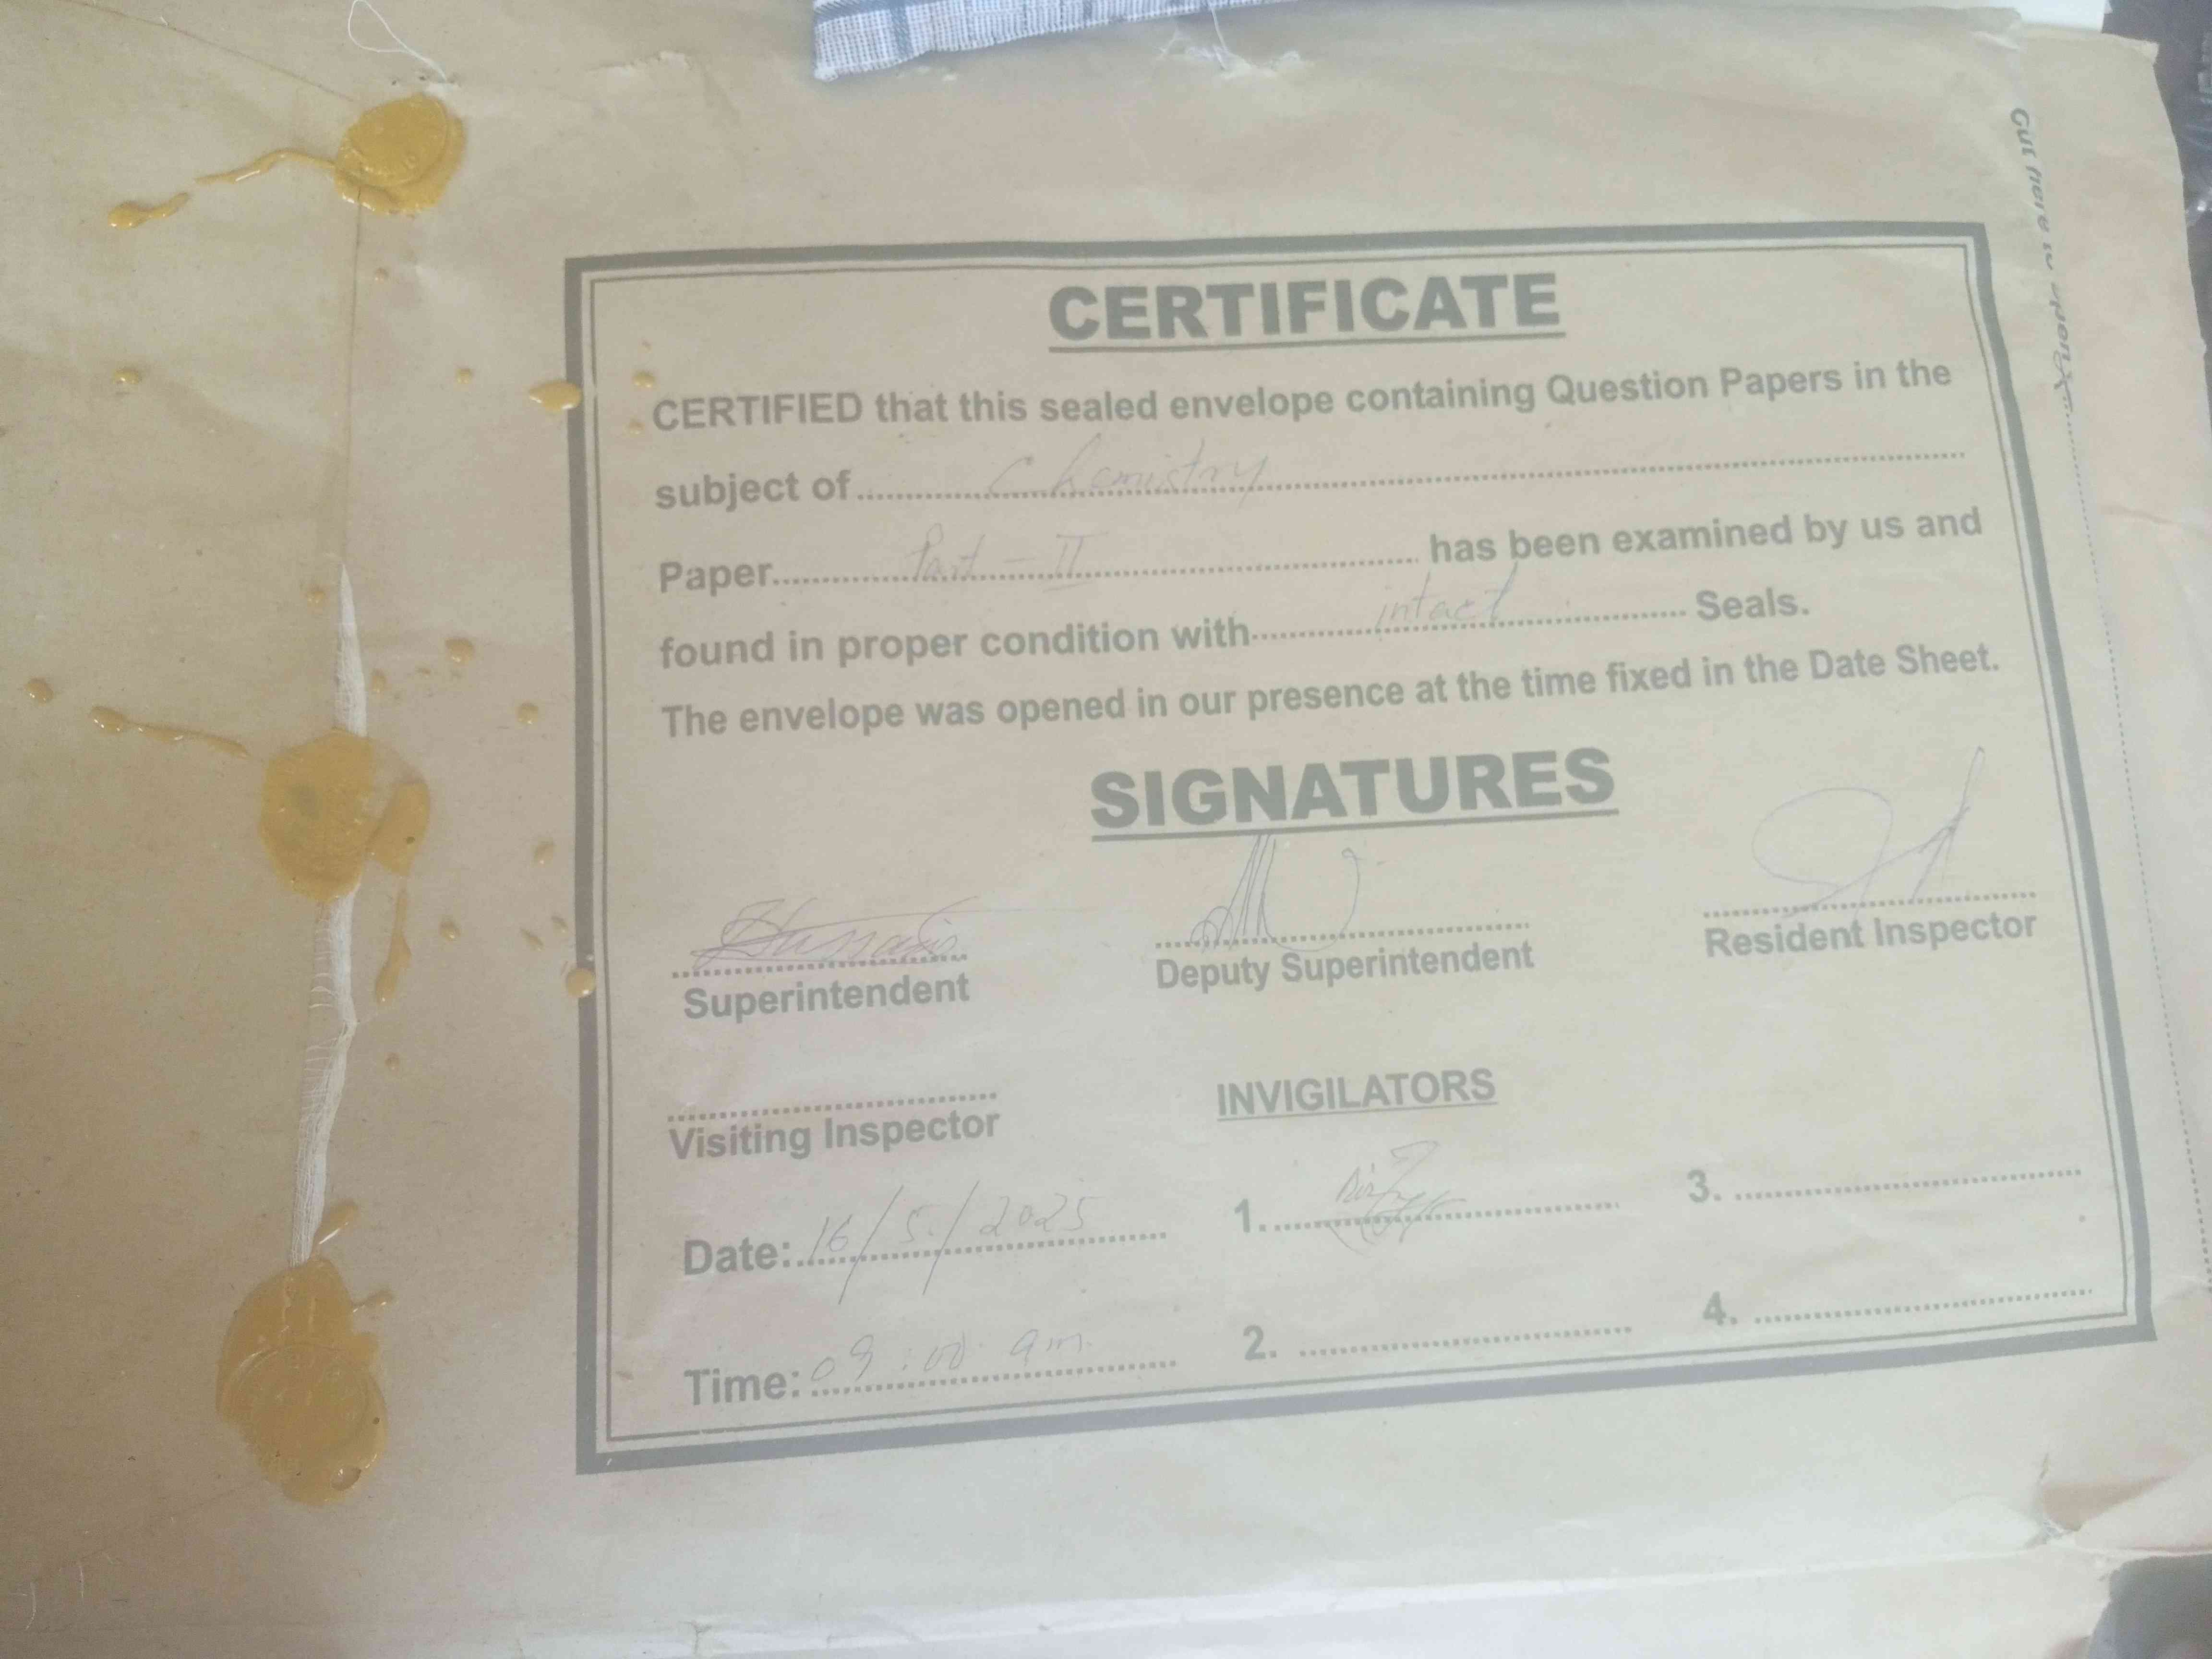 CERTIFICATE
CERTIFIED that this sealed envelope containing Question Papers in the
subject of Chemistry
Paper Part - II has been examined by us and
found in proper condition with intact Seals.
The envelope was opened in our presence at the time fixed in the Date Sheet.
SIGNATURES
Superintendent
Deputy Superintendent
Resident Inspector
Visiting Inspector
INVIGILATORS
Date: 16/5/2025
1.
3.
Time: 09:00 am
2.
4.
Cut here to open